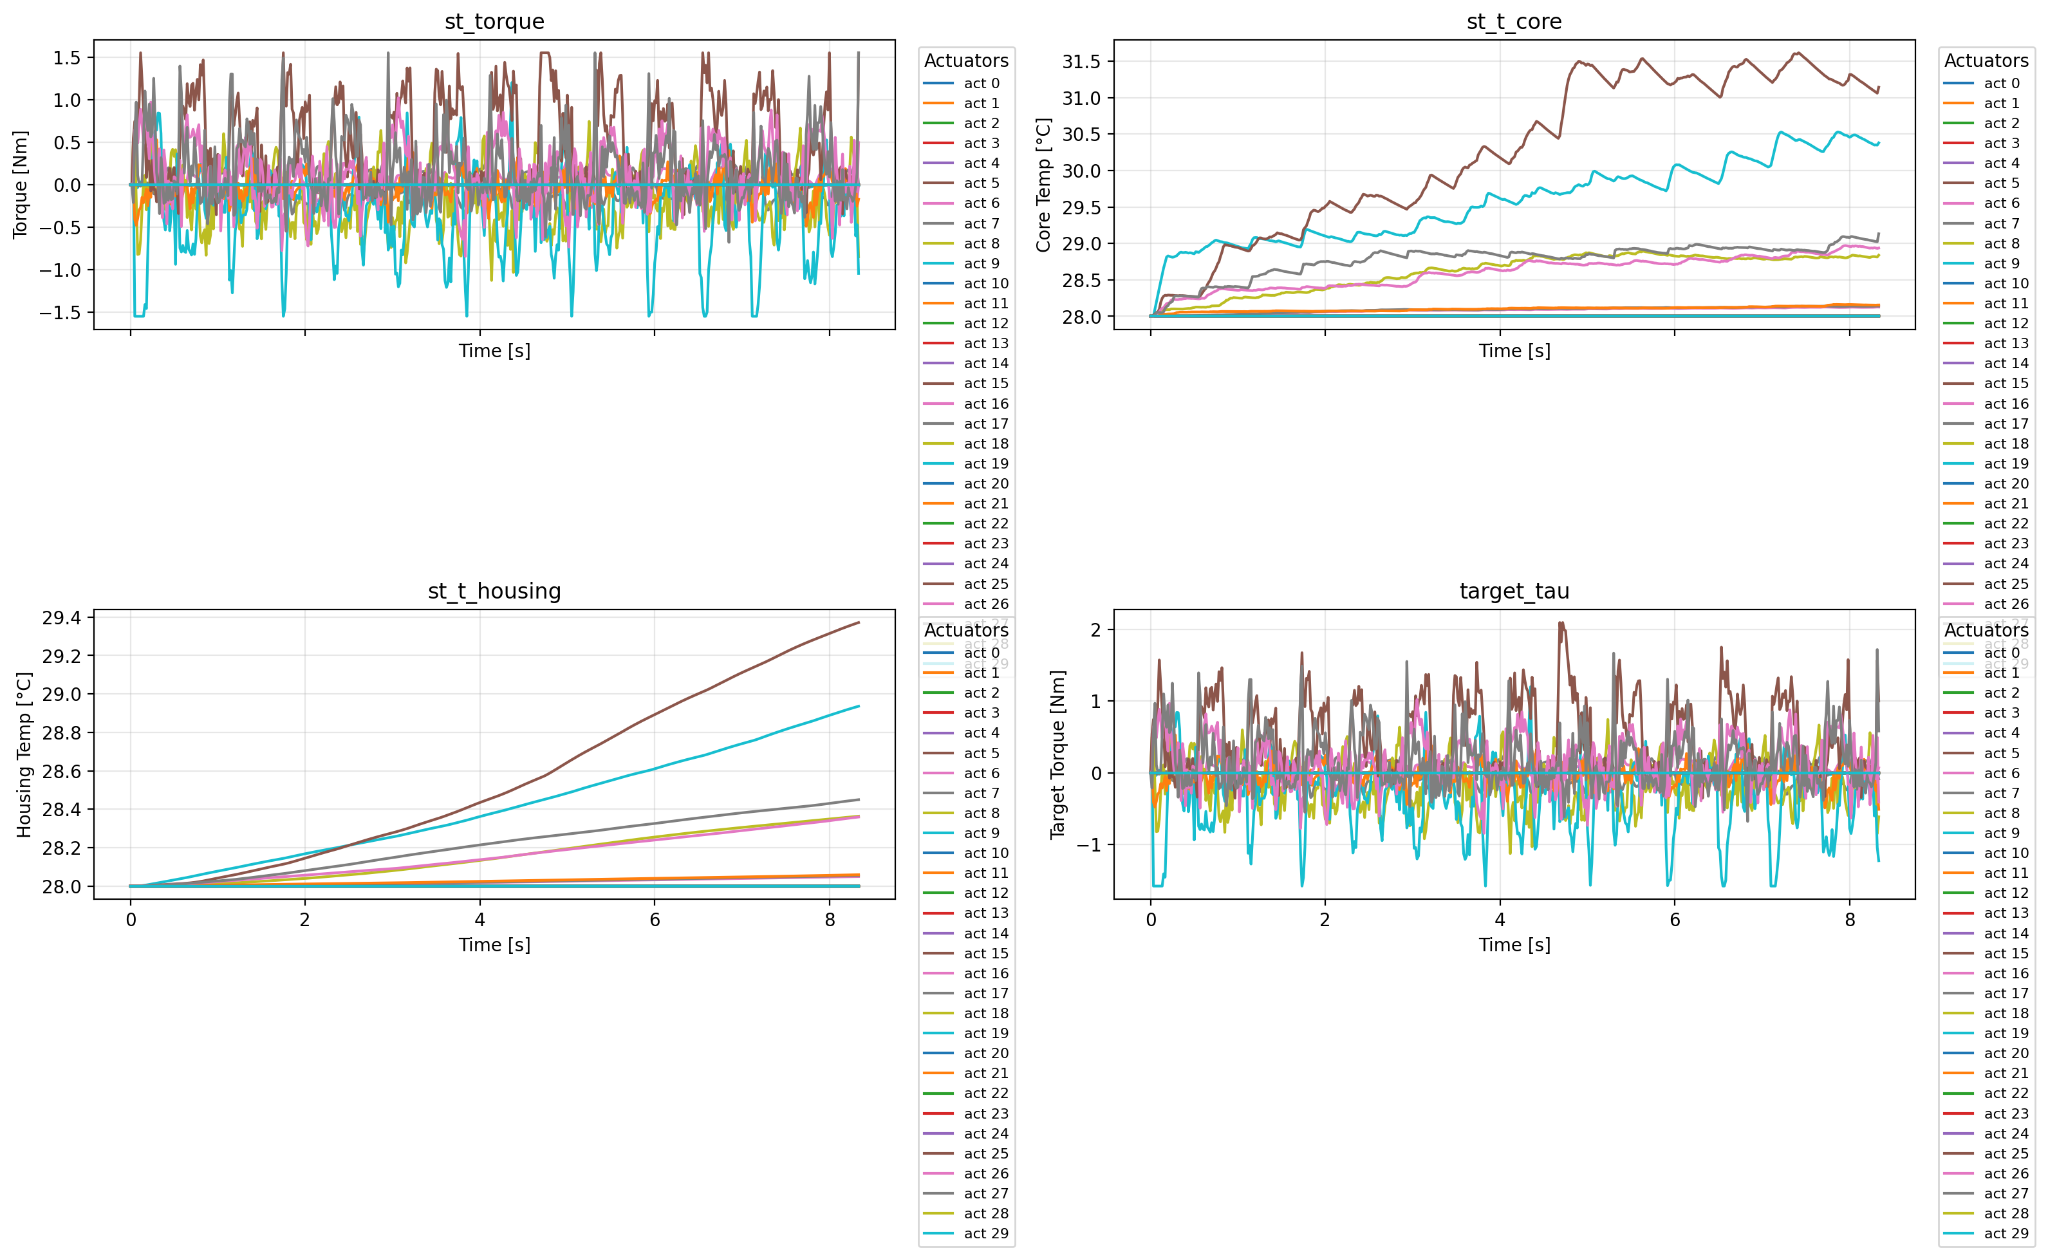 st_torque
1.5
1.0
0.5
0.0
−0.5
−1.0
−1.5
Torque [Nm]
Time [s]
Actuators
act 0
act 1
act 2
act 3
act 4
act 5
act 6
act 7
act 8
act 9
act 10
act 11
act 12
act 13
act 14
act 15
act 16
act 17
act 18
act 19
act 20
act 21
act 22
act 23
act 24
act 25
act 26
act 27
act 28
act 29
st_t_core
31.5
31.0
30.5
30.0
29.5
29.0
28.5
28.0
Core Temp [°C]
Time [s]
Actuators
act 0
act 1
act 2
act 3
act 4
act 5
act 6
act 7
act 8
act 9
act 10
act 11
act 12
act 13
act 14
act 15
act 16
act 17
act 18
act 19
act 20
act 21
act 22
act 23
act 24
act 25
act 26
act 27
act 28
act 29
st_t_housing
29.4
29.2
29.0
28.8
28.6
28.4
28.2
28.0
Housing Temp [°C]
0 2 4 6 8
Time [s]
Actuators
act 0
act 1
act 2
act 3
act 4
act 5
act 6
act 7
act 8
act 9
act 10
act 11
act 12
act 13
act 14
act 15
act 16
act 17
act 18
act 19
act 20
act 21
act 22
act 23
act 24
act 25
act 26
act 27
act 28
act 29
target_tau
2
1
0
−1
Target Torque [Nm]
0 2 4 6 8
Time [s]
Actuators
act 0
act 1
act 2
act 3
act 4
act 5
act 6
act 7
act 8
act 9
act 10
act 11
act 12
act 13
act 14
act 15
act 16
act 17
act 18
act 19
act 20
act 21
act 22
act 23
act 24
act 25
act 26
act 27
act 28
act 29